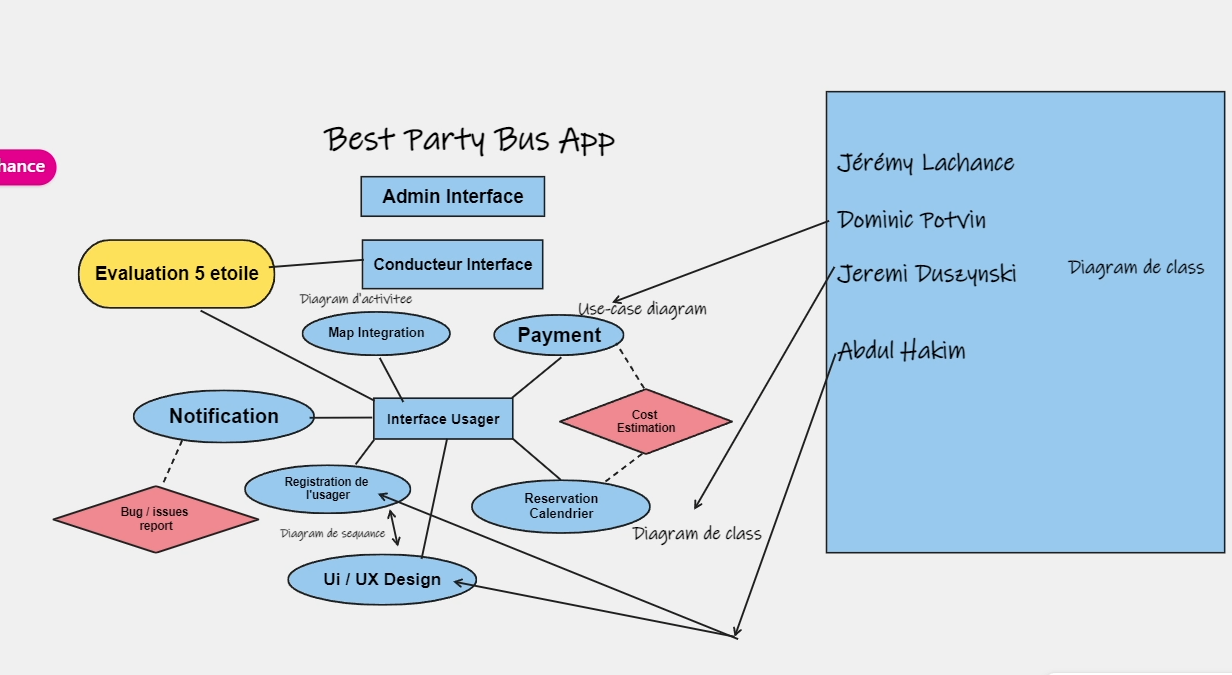 Best Party Bus App
hance
Jérémy Lachance
Admin Interface
Dominic Potvin
Evaluation 5 etoile
Conducteur Interface
Jeremi Duszynski
Diagram de class
Diagram d'activitee
Use-case diagram
Map Integration
Payment
Abdul Hakim
Notification
Interface Usager
Cost
Estimation
Registration de
l'usager
Reservation
Calendrier
Bug / issues
report
Diagram de sequance
Diagram de class
Ui / UX Design